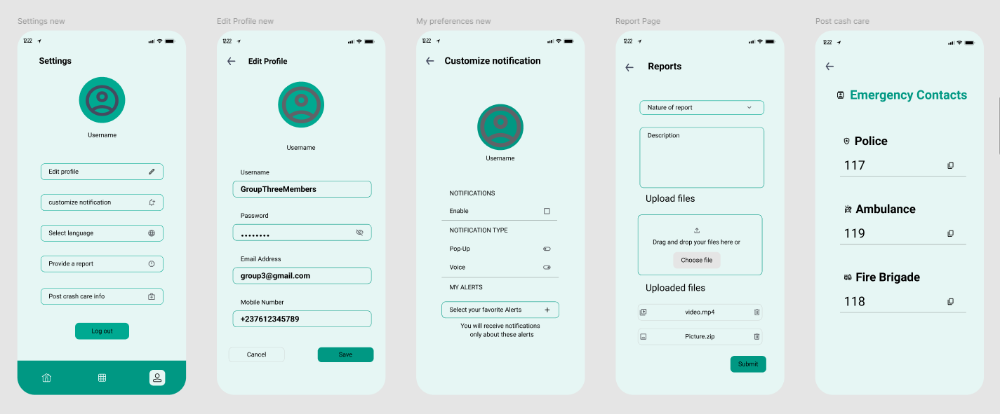 Settings new
12:22
Settings
Username
Edit profile
customize notification
Select language
Provide a report
Post crash care info
Log out
Edit Profile new
12:22
Edit Profile
Username
Username
GroupThreeMembers
Password
••••••••
Email Address
group3@gmail.com
Mobile Number
+237612345789
Cancel
Save
My preferences new
12:22
Customize notification
Username
NOTIFICATIONS
Enable
NOTIFICATION TYPE
Pop-Up
Voice
MY ALERTS
Select your favorite Alerts
You will receive notifications
only about these alerts
Report Page
12:22
Reports
Nature of report
Description
Upload files
Drag and drop your files here or
Choose file
Uploaded files
video.mp4
Picture.zip
Submit
Post cash care
12:22
Emergency Contacts
Police
117
Ambulance
119
Fire Brigade
118